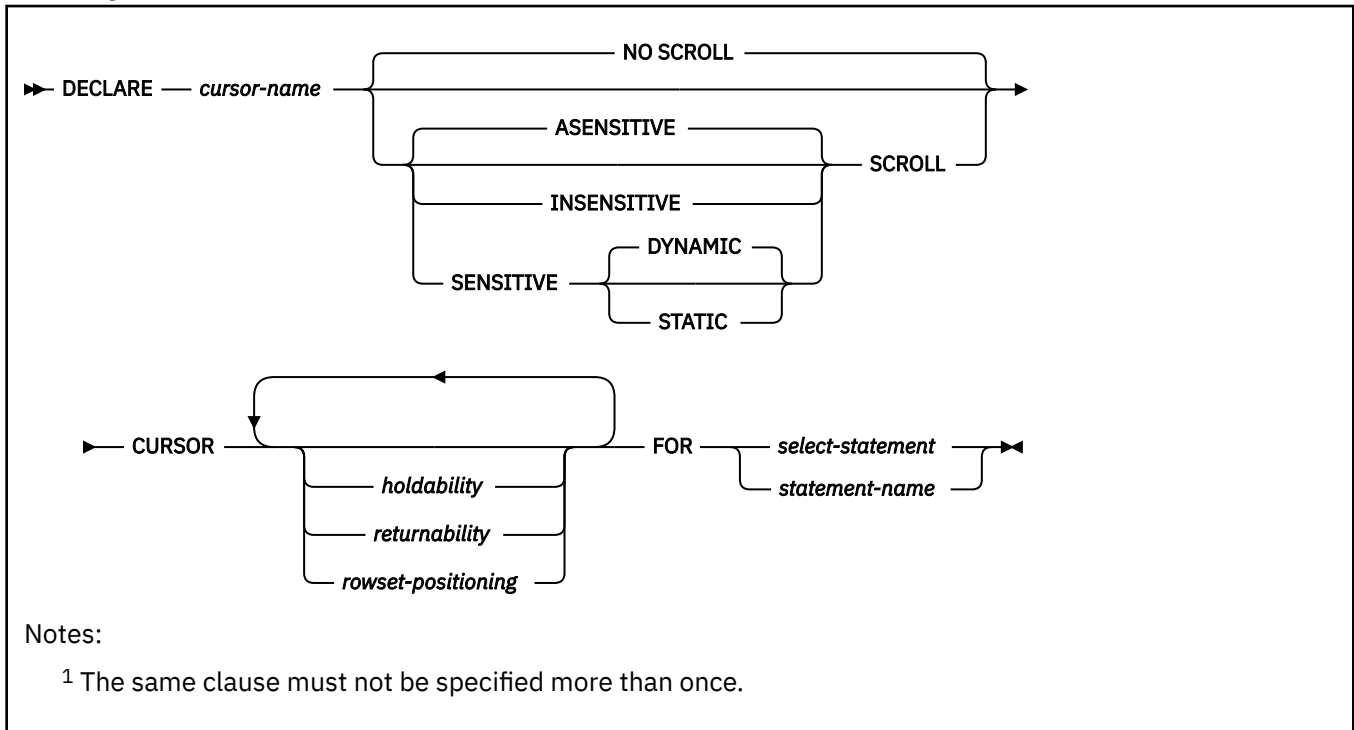 NO SCROLL
DECLARE cursor-name
ASENSITIVE
SCROLL
INSENSITIVE
DYNAMIC
SENSITIVE
STATIC
CURSOR FOR select-statement
holdability statement-name
returnability
rowset-positioning
Notes:
1 The same clause must not be specified more than once.